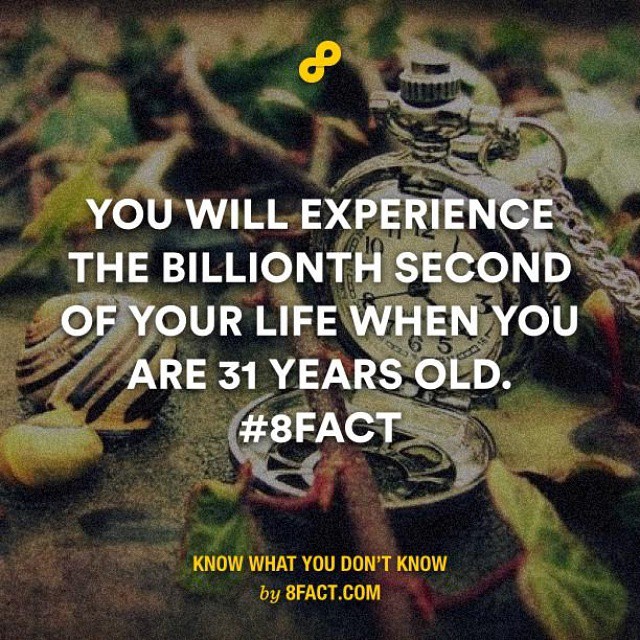 YOU WILL EXPERIENCE
THE BILLIONTH SECOND
OF YOUR LIFE WHEN YOU
ARE 31 YEARS OLD.
#8FACT
KNOW WHAT YOU DON'T KNOW
by 8FACT.COM